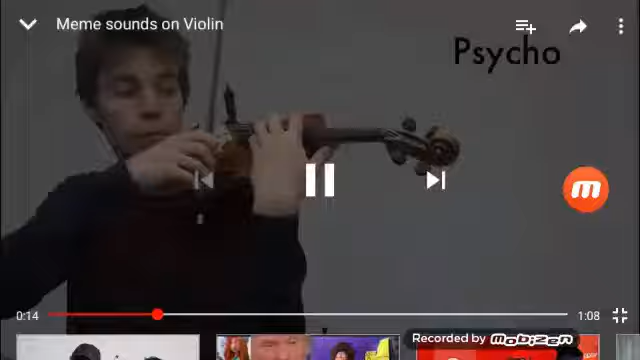 Meme sounds on Violin
Psycho
m
0:14
1:08
Recorded by mobizen